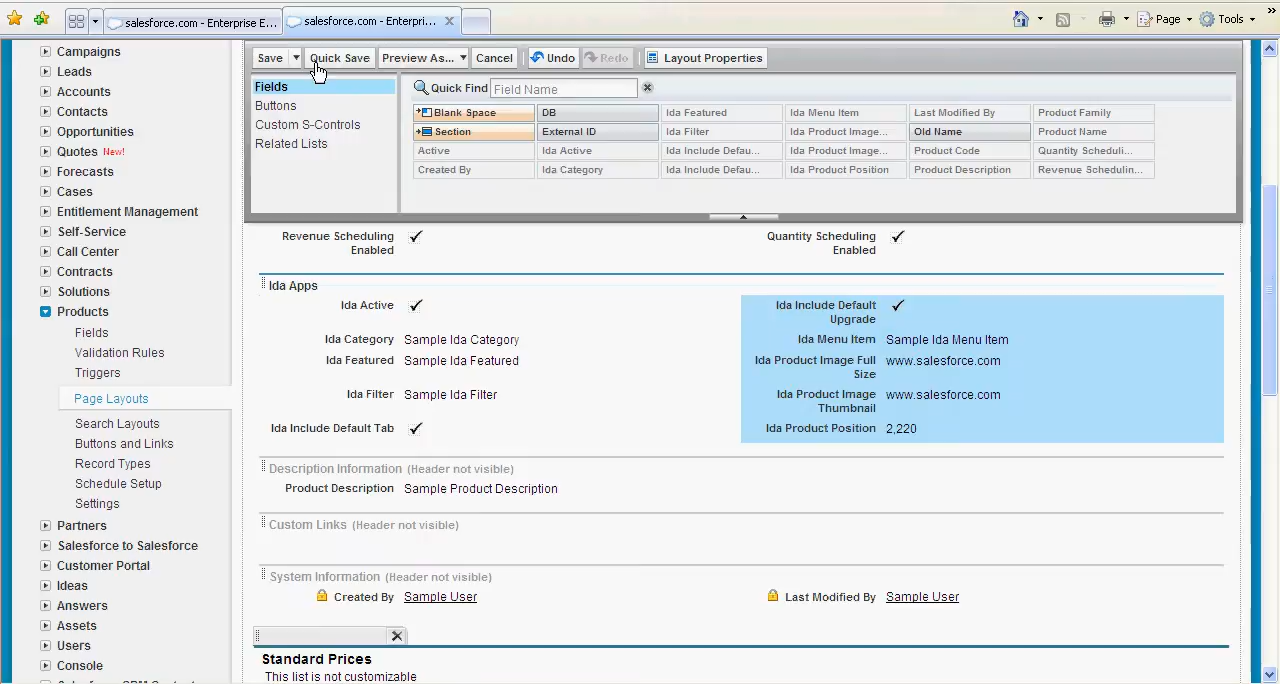 salesforce.com - Enterprise E...
salesforce.com - Enterpri...
Page
Tools
Campaigns
Leads
Accounts
Contacts
Opportunities
Quotes New!
Forecasts
Cases
Entitlement Management
Self-Service
Call Center
Contracts
Solutions
Products
Fields
Validation Rules
Triggers
Page Layouts
Search Layouts
Buttons and Links
Record Types
Schedule Setup
Settings
Partners
Salesforce to Salesforce
Customer Portal
Ideas
Answers
Assets
Users
Console
Save Quick Save Preview As... Cancel Undo Redo Layout Properties
Fields
Buttons
Custom S-Controls
Related Lists
Quick Find Field Name
Blank Space DB Ida Featured Ida Menu Item Last Modified By Product Family
Section External ID Ida Filter Ida Product Image... Old Name Product Name
Active Ida Active Ida Include Defau... Ida Product Image... Product Code Quantity Scheduli...
Created By Ida Category Ida Include Defau... Ida Product Position Product Description Revenue Schedulin...
Revenue Scheduling Enabled
Quantity Scheduling Enabled
Ida Apps
Ida Active
Ida Include Default Upgrade
Ida Category Sample Ida Category
Ida Menu Item Sample Ida Menu Item
Ida Featured Sample Ida Featured
Ida Product Image Full Size www.salesforce.com
Ida Filter Sample Ida Filter
Ida Product Image Thumbnail www.salesforce.com
Ida Include Default Tab
Ida Product Position 2,220
Description Information (Header not visible)
Product Description Sample Product Description
Custom Links (Header not visible)
System Information (Header not visible)
Created By Sample User
Last Modified By Sample User
Standard Prices
This list is not customizable